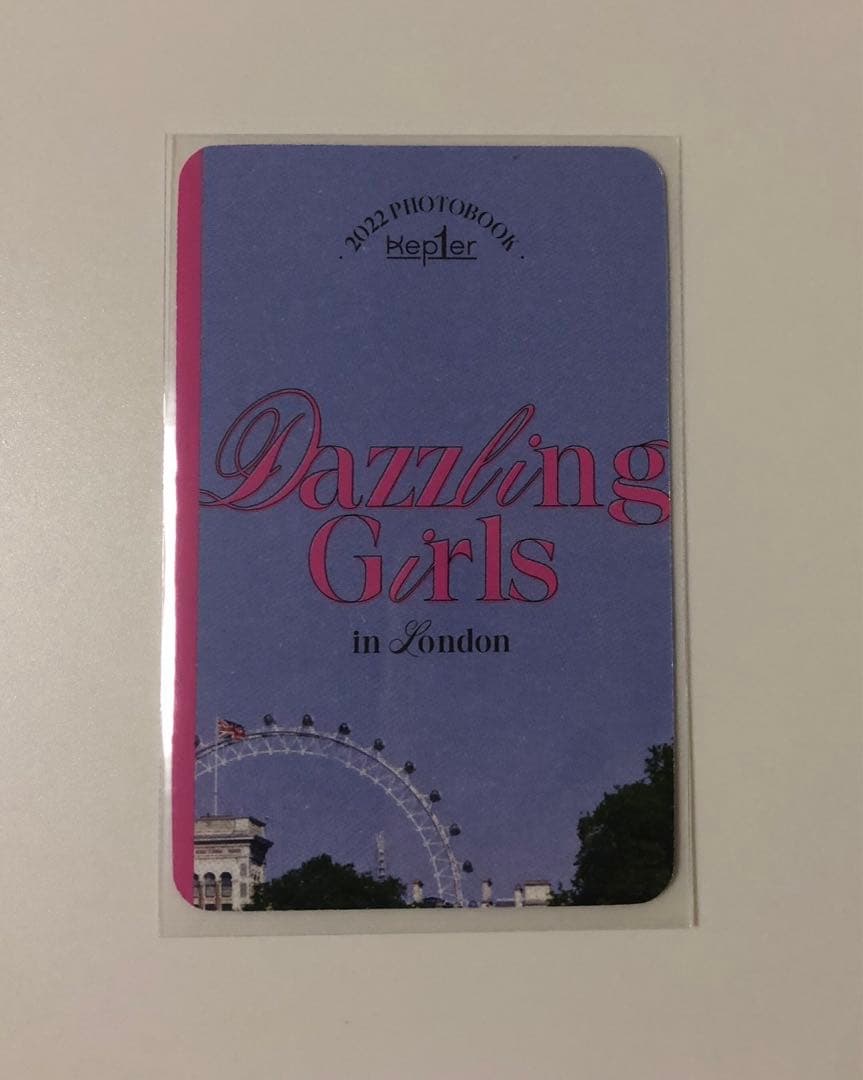 · 2022 PHOTOBOOK ·
Kep1er
Dazzling
Girls
in London